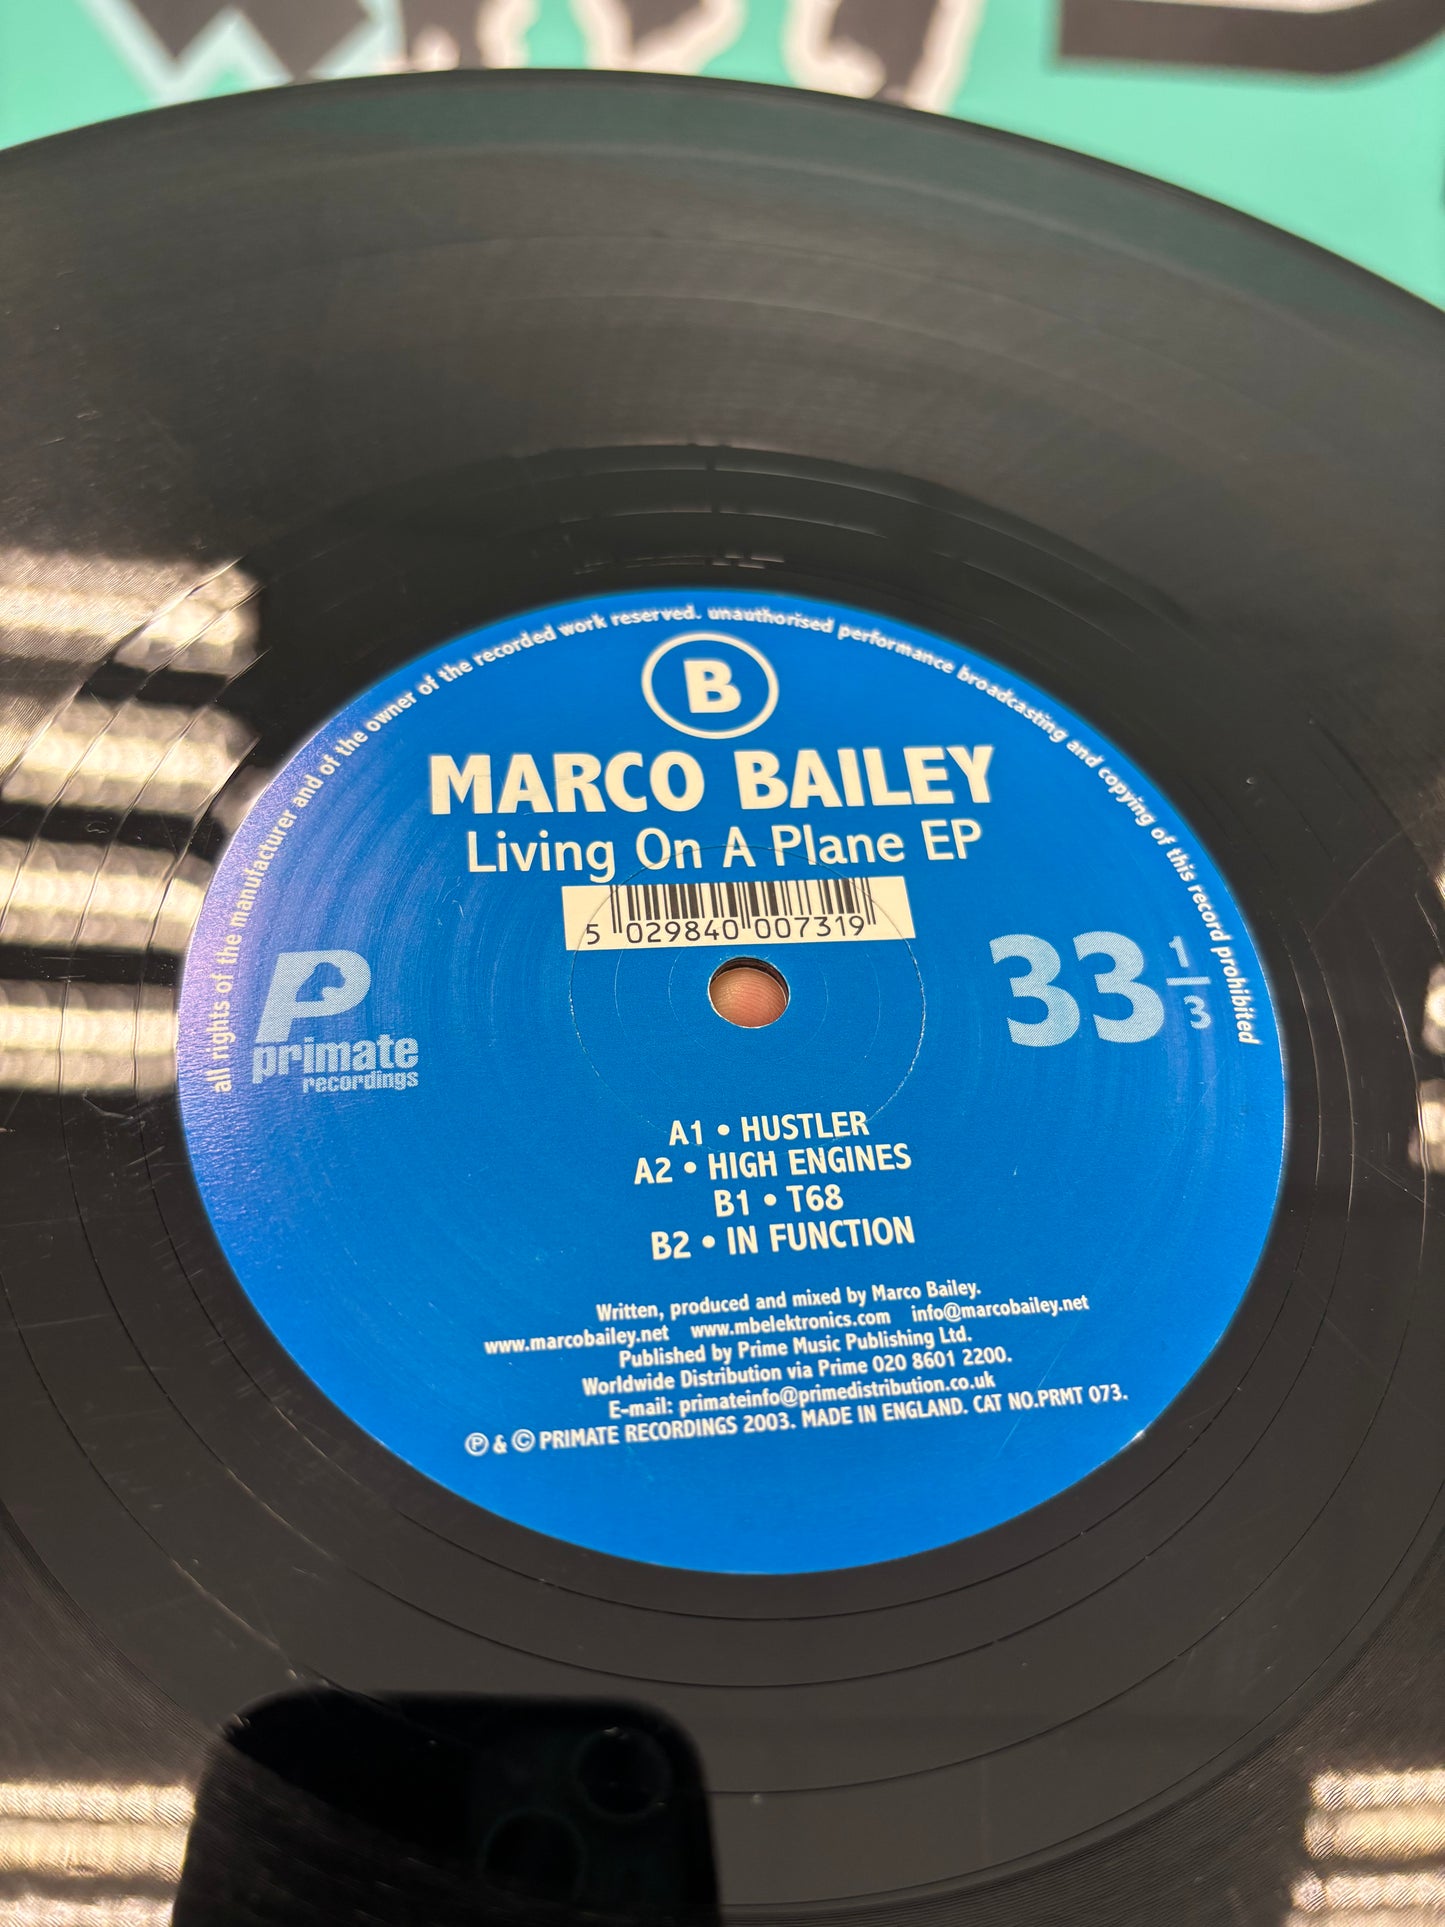 all rights of the manufacturer and of the owner of the recorded work reserved. unauthorised performance broadcasting and copying of this record prohibited
B
MARCO BAILEY
Living On A Plane EP
5 029840 007319
P
primate
recordings
33 1/3
A1 • HUSTLER
A2 • HIGH ENGINES
B1 • T68
B2 • IN FUNCTION
Written, produced and mixed by Marco Bailey.
www.marcobailey.net www.mbelektronics.com info@marcobailey.net
Published by Prime Music Publishing Ltd.
Worldwide Distribution via Prime 020 8601 2200.
E-mail: primateinfo@primedistribution.co.uk
℗ & © PRIMATE RECORDINGS 2003. MADE IN ENGLAND. CAT NO.PRMT 073.